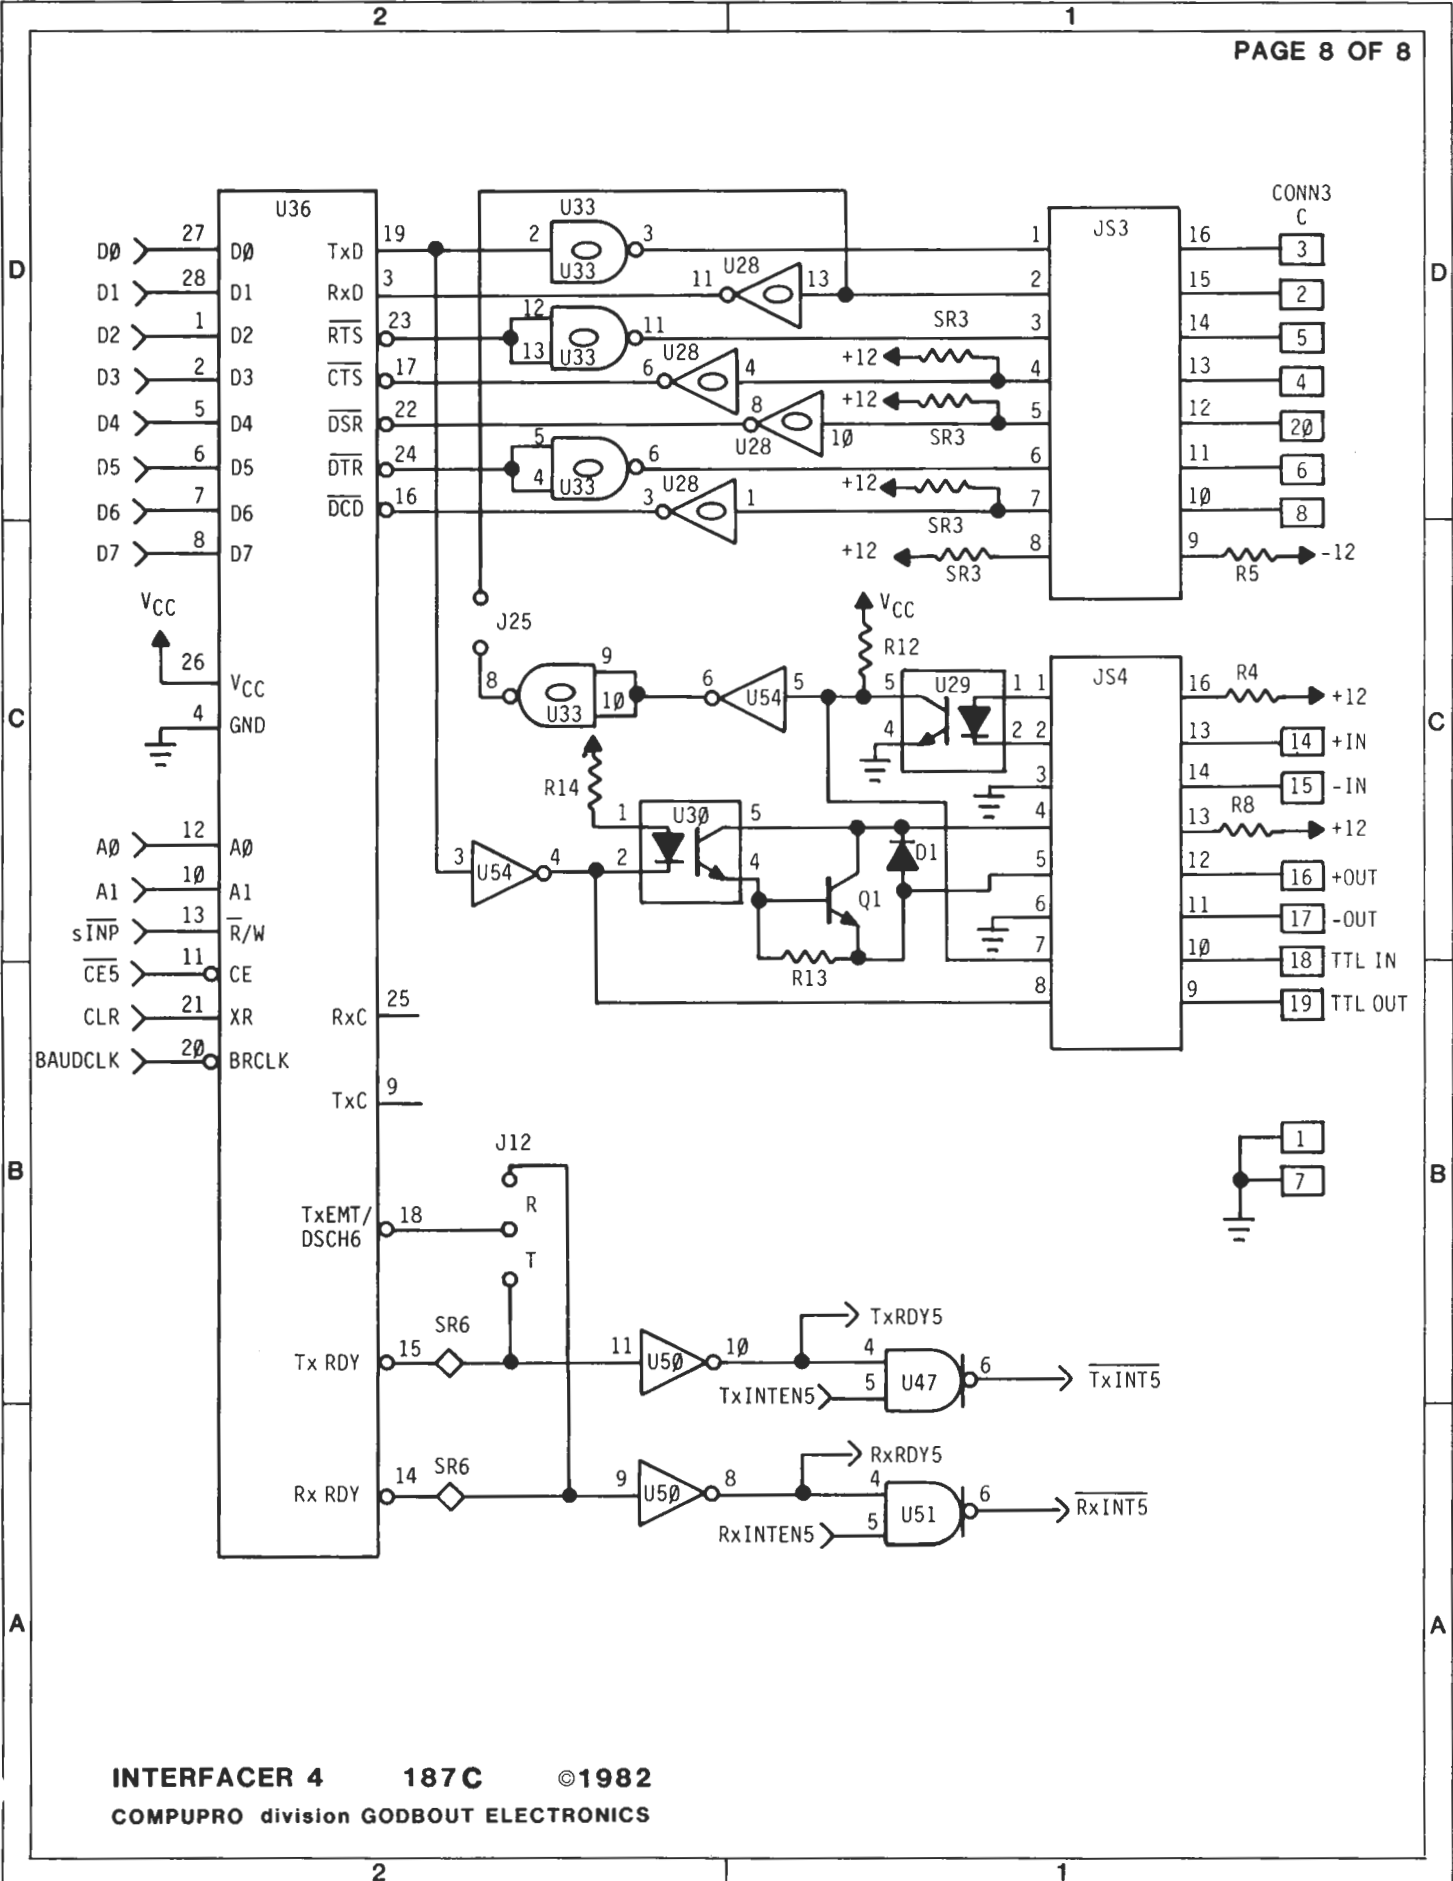 2 1
PAGE 8 OF 8
D D
CONN3
C
U36
D0 27 D0
D1 28 D1
D2 1 D2
D3 2 D3
D4 5 D4
D5 6 D5
D6 7 D6
D7 8 D7
VCC
26 VCC
4 GND
A0 12 A0
A1 10 A1
sINP 13 R/W
CE5 11 CE
CLR 21 XR
BAUDCLK 20 BRCLK
TxD 19
RxD 3
RTS 23
CTS 17
DSR 22
DTR 24
DCD 16
RxC 25
TxC 9
TxEMT/ 18
DSCH6
Tx RDY 15
Rx RDY 14
U33
2 U33 3
11 U28 13
12 13 U33 11
6 U28 4
8 U28 10
5 4 U33 6
3 U28 1
+12 SR3
+12 SR3
+12 SR3
+12 SR3
JS3
1 16 3
2 15 2
3 14 5
4 13 4
5 12 20
6 11 6
7 10 8
8 9 R5 -12
J25
8 U33 9 10
6 U54 5
VCC
R12
5 4 U29 1 2
R14
3 U54 4
1 2 U30 5 4
Q1
D1
R13
C C
JS4
1 16 R4 +12
2 13 14 +IN
3 14 15 -IN
4 13 R8 +12
5 12 16 +OUT
6 11 17 -OUT
7 10 18 TTL IN
8 9 19 TTL OUT
1
7
B B
J12
R
T
SR6
11 U50 10
TxRDY5
TxINTEN5
4 5 U47 6
TxINT5
SR6
9 U50 8
RxRDY5
RxINTEN5
4 5 U51 6
RxINT5
A A
INTERFACER 4 187C ©1982
COMPUPRO division GODBOUT ELECTRONICS
2 1